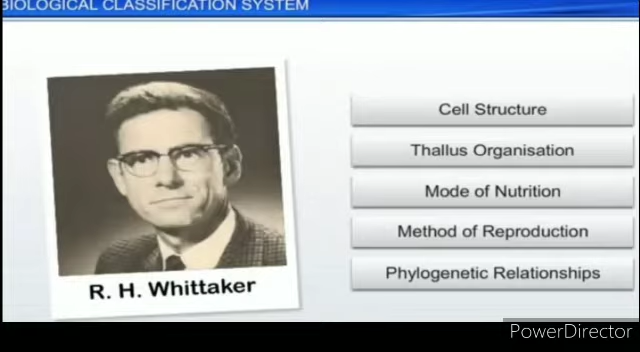 BIOLOGICAL CLASSIFICATION SYSTEM
Cell Structure
Thallus Organisation
Mode of Nutrition
Method of Reproduction
Phylogenetic Relationships
R. H. Whittaker
PowerDirector